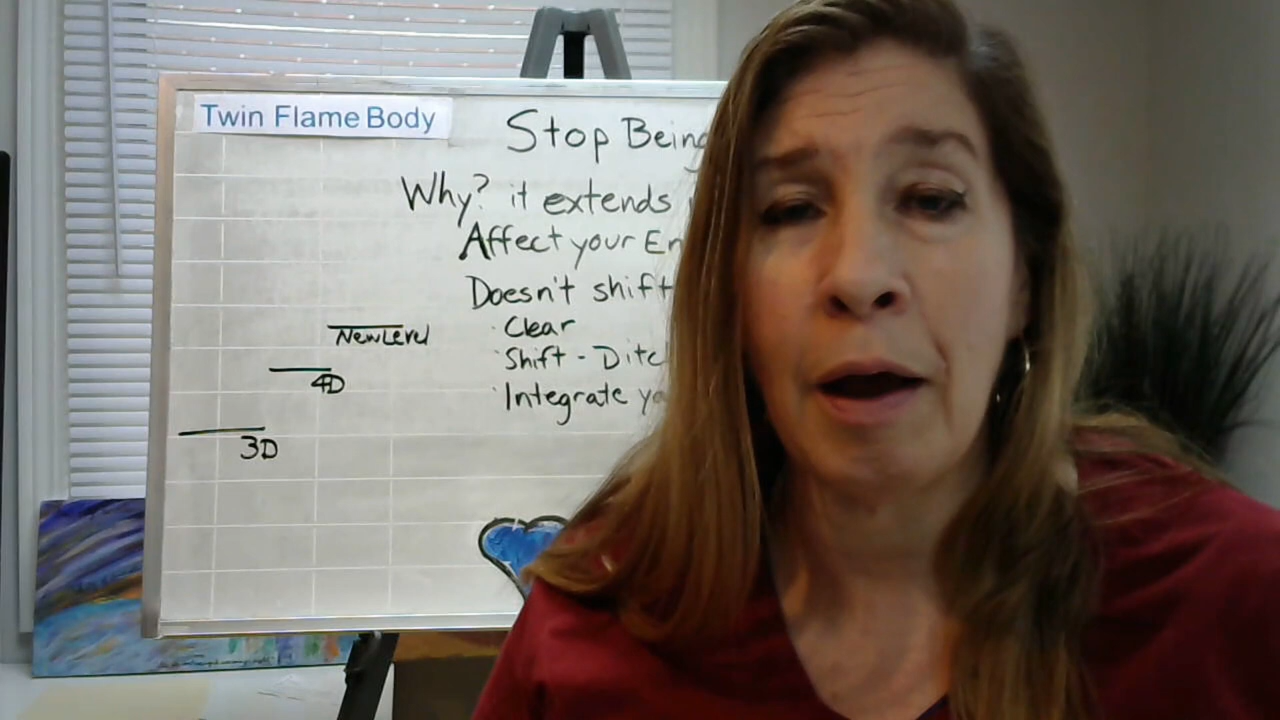 Twin Flame Body
Stop Being
Why? it extends
Affect your En
Doesn't shift
· Clear
· Shift - Ditc
· Integrate yo
New Level
4D
3D